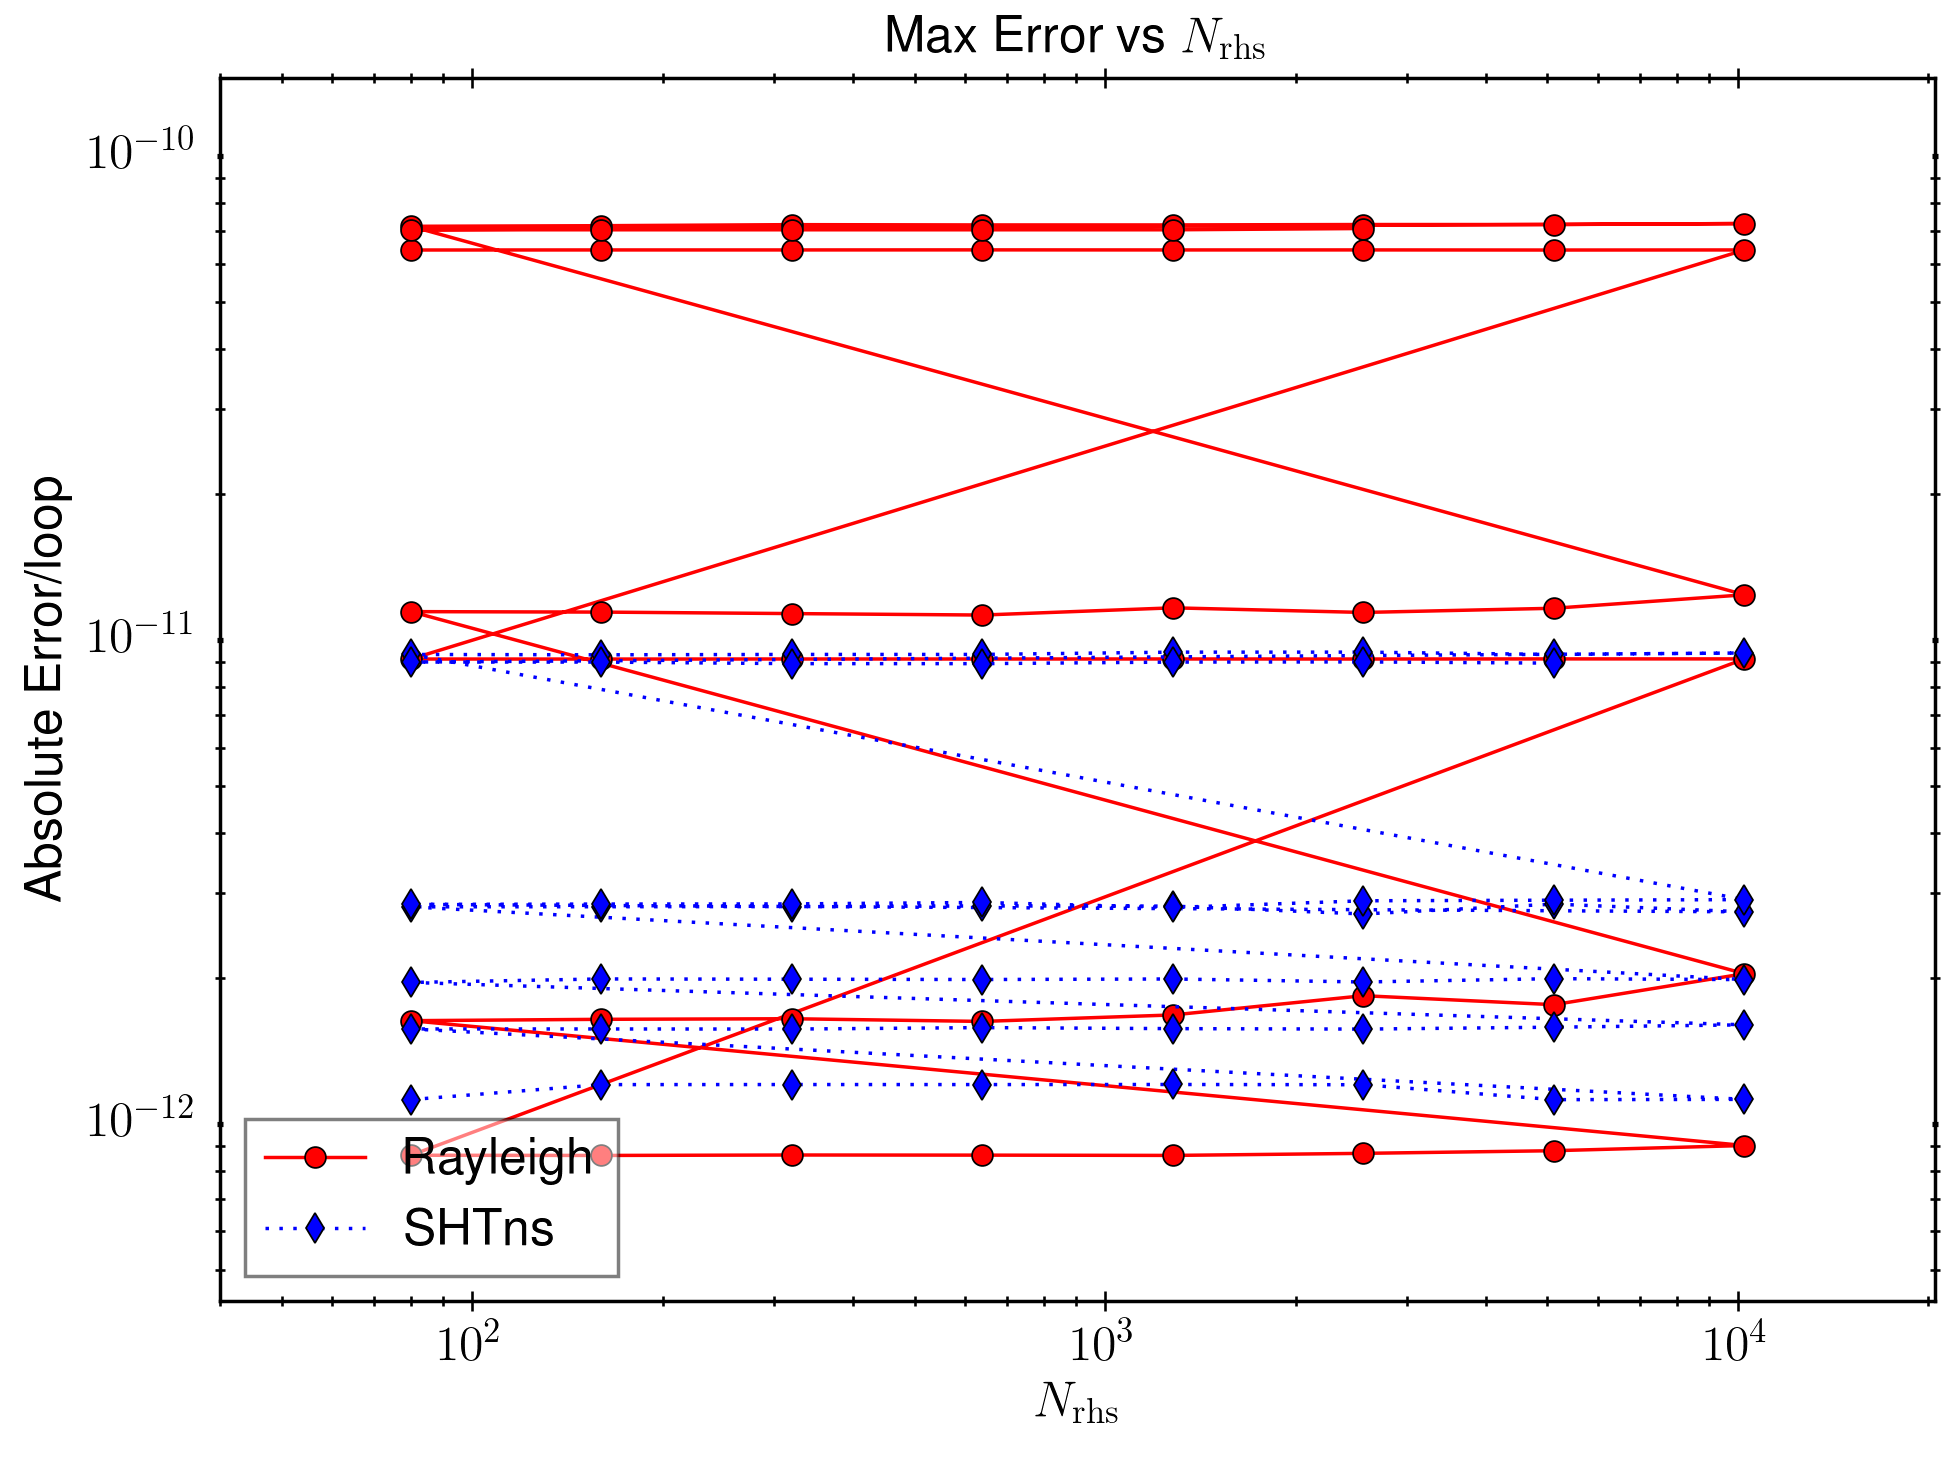 Max Error vs N_rhs
10^−10
10^−11
10^−12
Absolute Error/loop
Rayleigh
SHTns
10^2 10^3 10^4
N_rhs